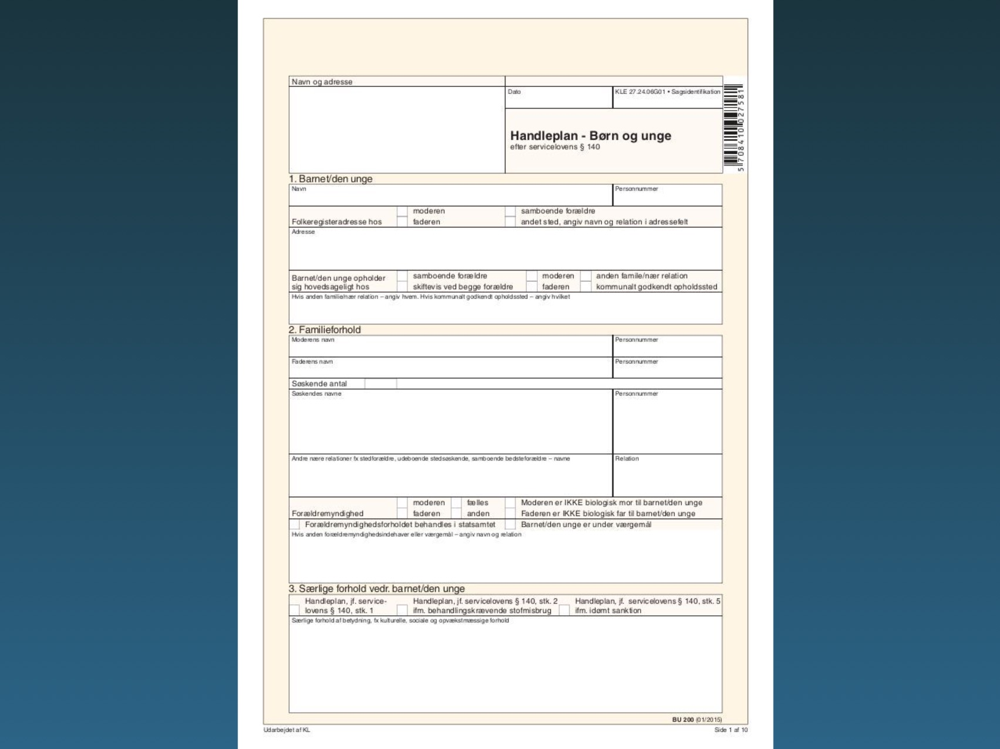 Navn og adresse
Dato
KLE 27.24.06G01 • Sagsidentifikation
Handleplan - Børn og unge
efter servicelovens § 140
5708410027581
1. Barnet/den unge
Navn
Personnummer
Folkeregisteradresse hos
moderen
samboende forældre
faderen
andet sted, angiv navn og relation i adressefelt
Adresse
Barnet/den unge opholder
sig hovedsageligt hos
samboende forældre
moderen
anden famile/nær relation
skiftevis ved begge forældre
faderen
kommunalt godkendt opholdssted
Hvis anden familie/nær relation – angiv hvem. Hvis kommunalt godkendt opholdssted – angiv hvilket
2. Familieforhold
Moderens navn
Personnummer
Faderens navn
Personnummer
Søskende antal
Søskendes navne
Personnummer
Andre nære relationer fx stedforældre, udeboende stedsøskende, samboende bedsteforældre – navne
Relation
Forældremyndighed
moderen
fælles
Moderen er IKKE biologisk mor til barnet/den unge
faderen
anden
Faderen er IKKE biologisk far til barnet/den unge
Forældremyndighedsforholdet behandles i statsamtet
Barnet/den unge er under værgemål
Hvis anden forældremyndighedsindehaver eller værgemål – angiv navn og relation
3. Særlige forhold vedr. barnet/den unge
Handleplan, jf. service-
lovens § 140, stk. 1
Handleplan, jf. servicelovens § 140, stk. 2
ifm. behandlingskrævende stofmisbrug
Handleplan, jf. servicelovens § 140, stk. 5
ifm. idømt sanktion
Særlige forhold af betydning, fx kulturelle, sociale og opvækstmæssige forhold
BU 200 (01/2015)
Udarbejdet af KL
Side 1 af 10